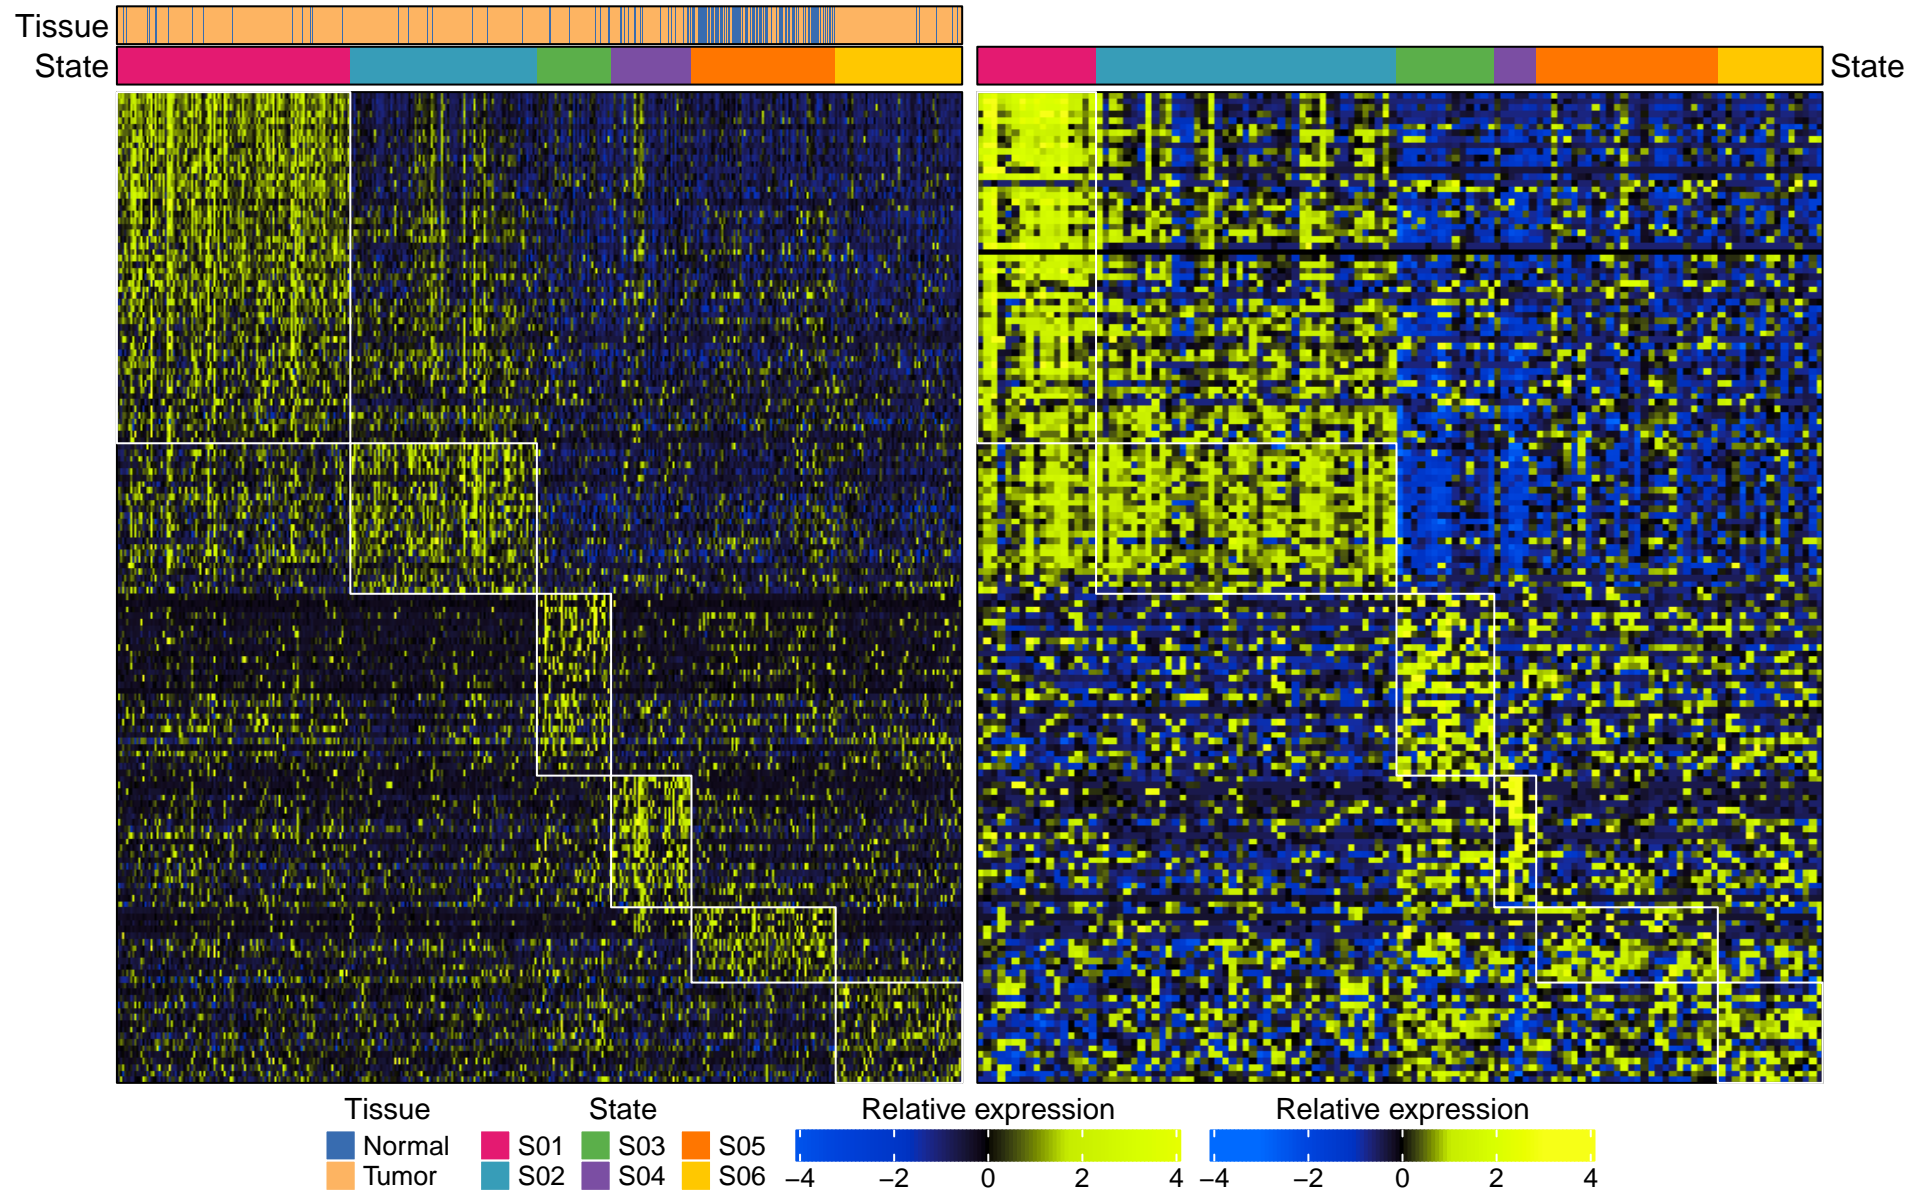 Tissue
State
State
Tissue State Relative expression Relative expression
Normal S01 S03 S05
Tumor S02 S04 S06
−4 −2 0 2 4 −4 −2 0 2 4